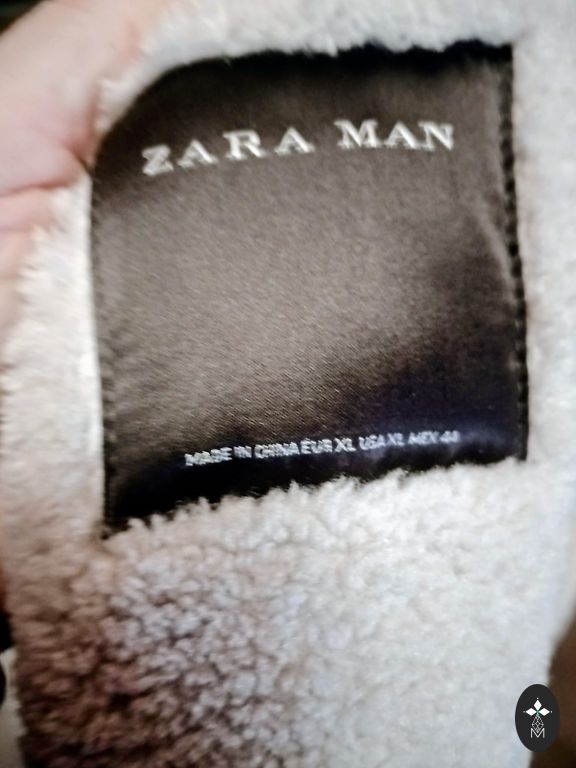 ZARA MAN
MADE IN CHINA EUR XL USA XL MEX 44